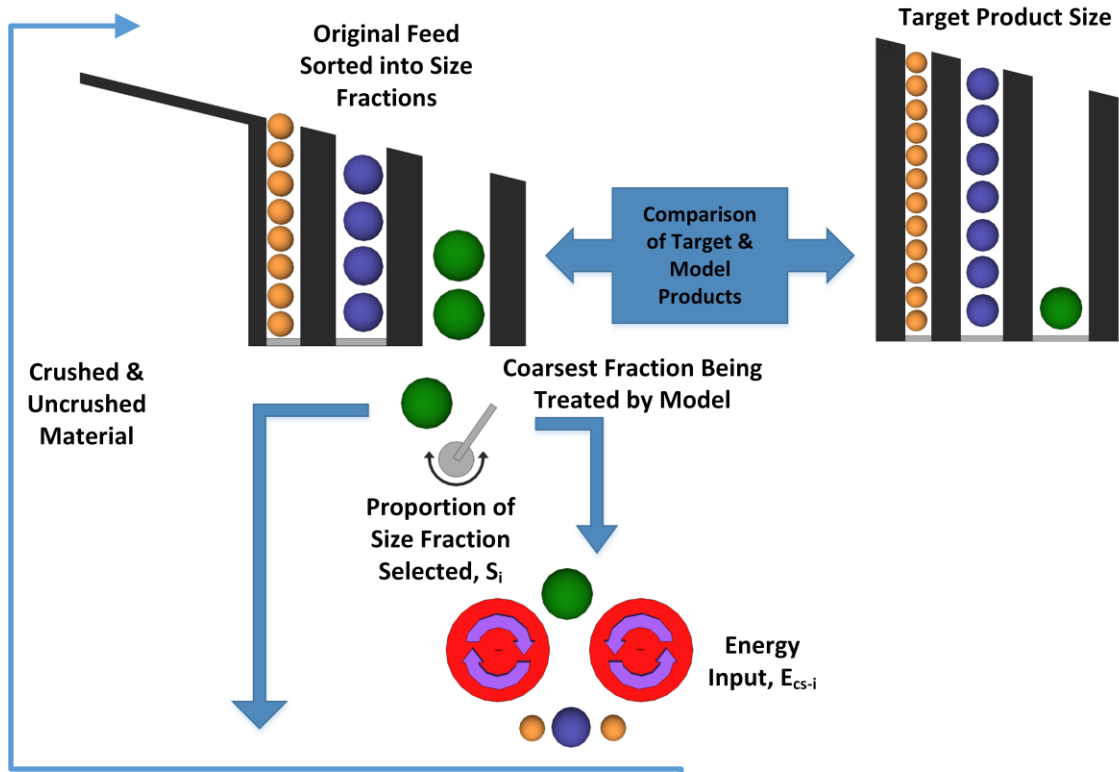 Original Feed
Sorted into Size
Fractions
Target Product Size
Comparison
of Target &
Model
Products
Crushed &
Uncrushed
Material
Coarsest Fraction Being
Treated by Model
Proportion of
Size Fraction
Selected, Si
Energy
Input, Ecs-i